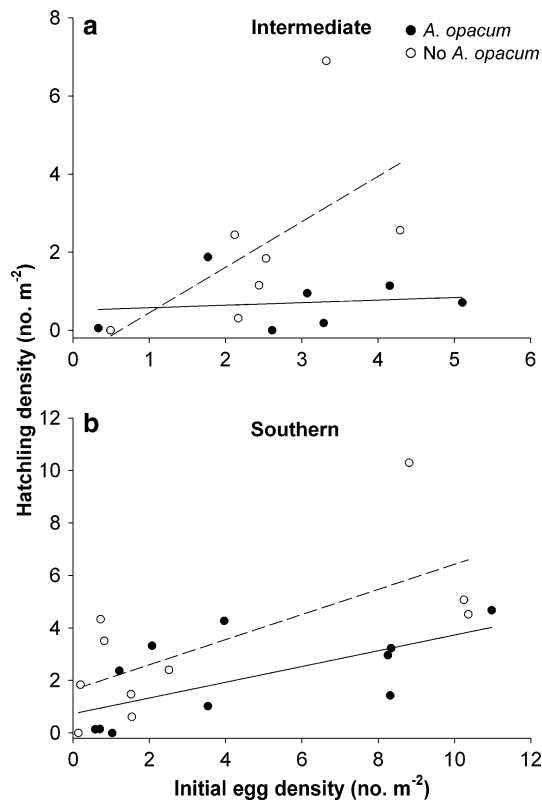 a
Intermediate
A. opacum
No A. opacum
8
6
4
2
0
0 1 2 3 4 5 6
Hatchling density (no. m-2)
b
Southern
12
10
8
6
4
2
0
0 2 4 6 8 10 12
Initial egg density (no. m-2)